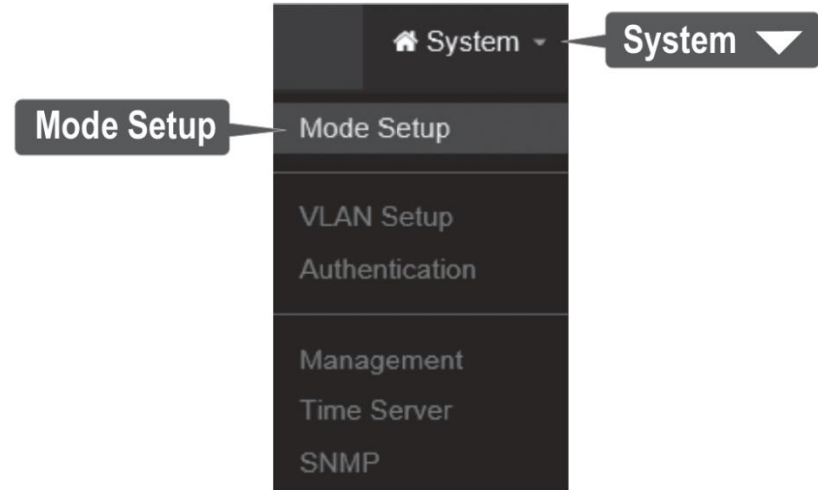 System
System
Mode Setup
Mode Setup
VLAN Setup
Authentication
Management
Time Server
SNMP